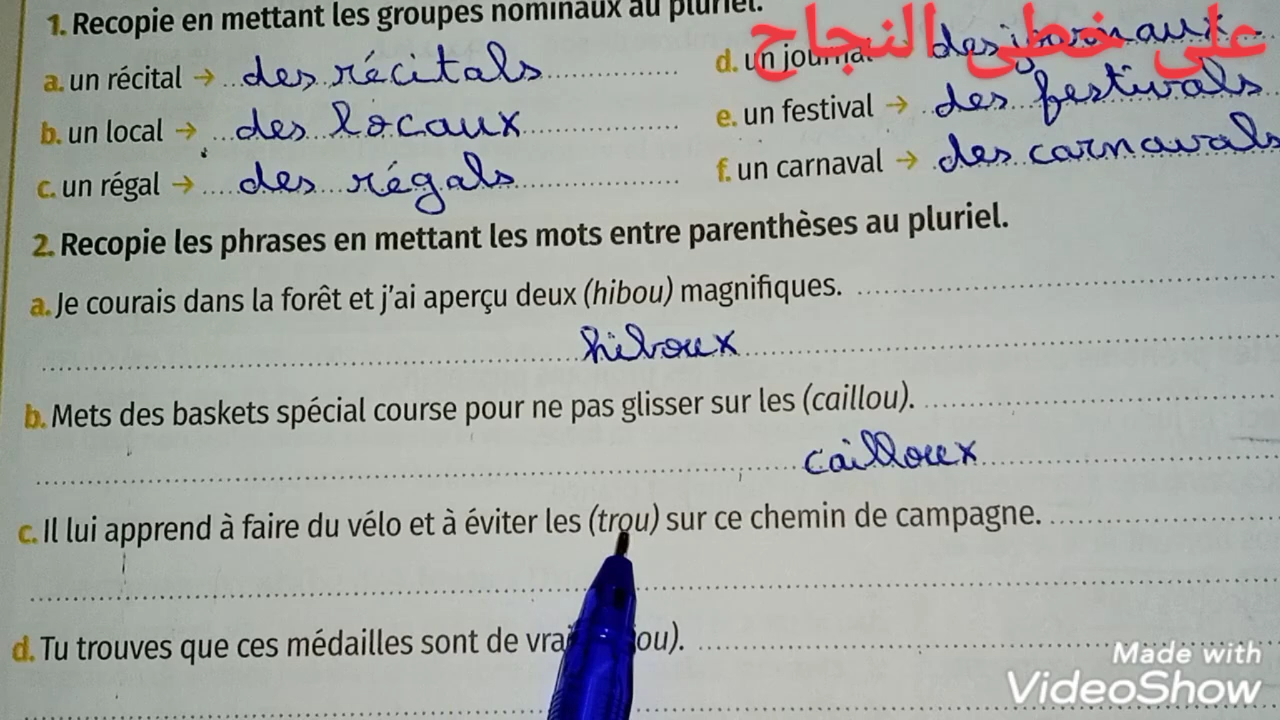 1. Recopie en mettant les groupes nominaux au pluriel.
على خطى النجاح
a. un récital → des récitals
d. un journal des journaux
b. un local → des locaux
e. un festival → des festivals
c. un régal → des régals
f. un carnaval → des carnavals
2. Recopie les phrases en mettant les mots entre parenthèses au pluriel.
a. Je courais dans la forêt et j'ai aperçu deux (hibou) magnifiques.
hiboux
b. Mets des baskets spécial course pour ne pas glisser sur les (caillou).
cailloux
c. Il lui apprend à faire du vélo et à éviter les (trou) sur ce chemin de campagne.
d. Tu trouves que ces médailles sont de
Made with
VideoShow